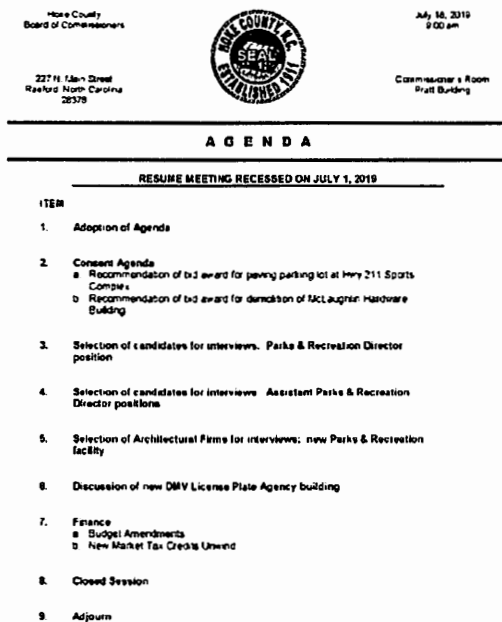 Hoke County
Board of Commissioners
227 N. Main Street
Raeford North Carolina
28376
HOKE COUNTY, N.C.
SEAL
ESTABLISHED 1911
July 18, 2019
9:00 am
Commissioner's Room
Pratt Building
AGENDA
RESUME MEETING RECESSED ON JULY 1, 2019
ITEM
1. Adoption of Agenda
2. Consent Agenda
a Recommendation of bid award for paving parking lot at Hwy 211 Sports
Complex
b Recommendation of bid award for demolition of McLaughlin Hardware
Building
3. Selection of candidates for interviews. Parks & Recreation Director
position
4. Selection of candidates for interviews Assistant Parks & Recreation
Director positions
5. Selection of Architectural Firms for interviews: new Parks & Recreation
facility
6. Discussion of new DMV License Plate Agency building
7. Finance
a Budget Amendments
b New Market Tax Credits Unwind
8. Closed Session
9. Adjourn